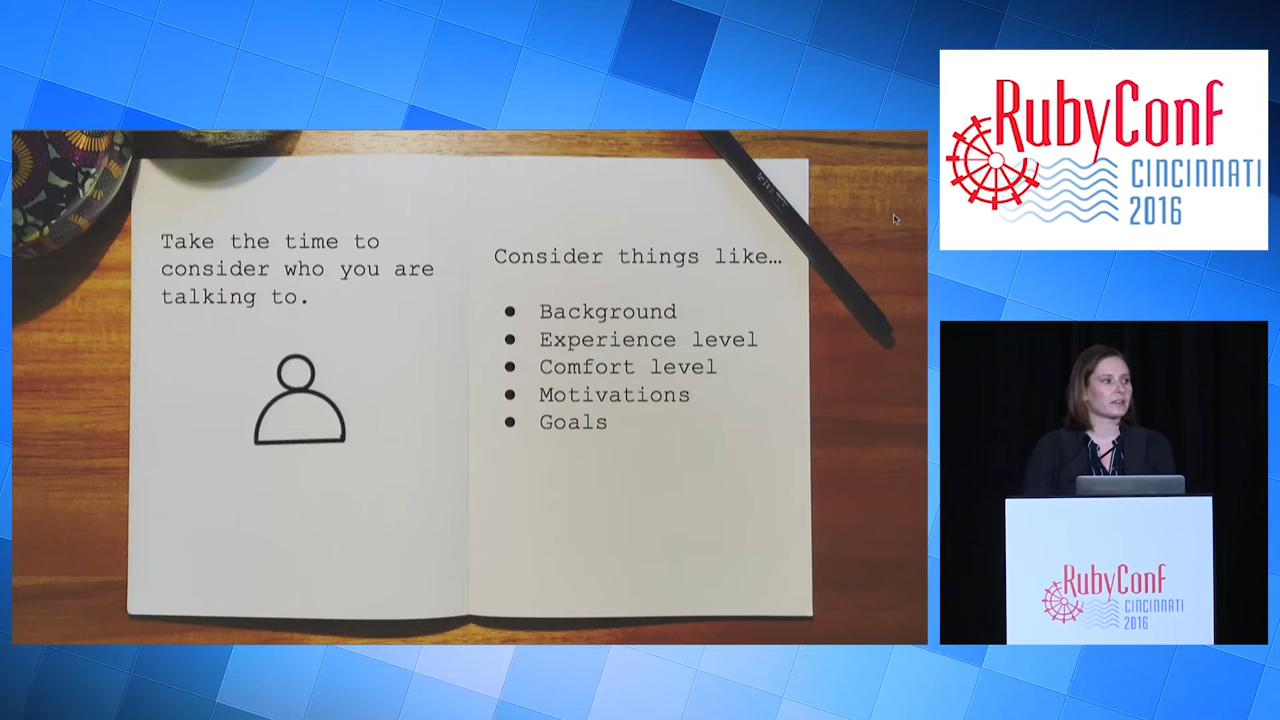 Take the time to
consider who you are
talking to.
Consider things like…
● Background
● Experience level
● Comfort level
● Motivations
● Goals
RubyConf
CINCINNATI
2016
RubyConf
CINCINNATI
2016